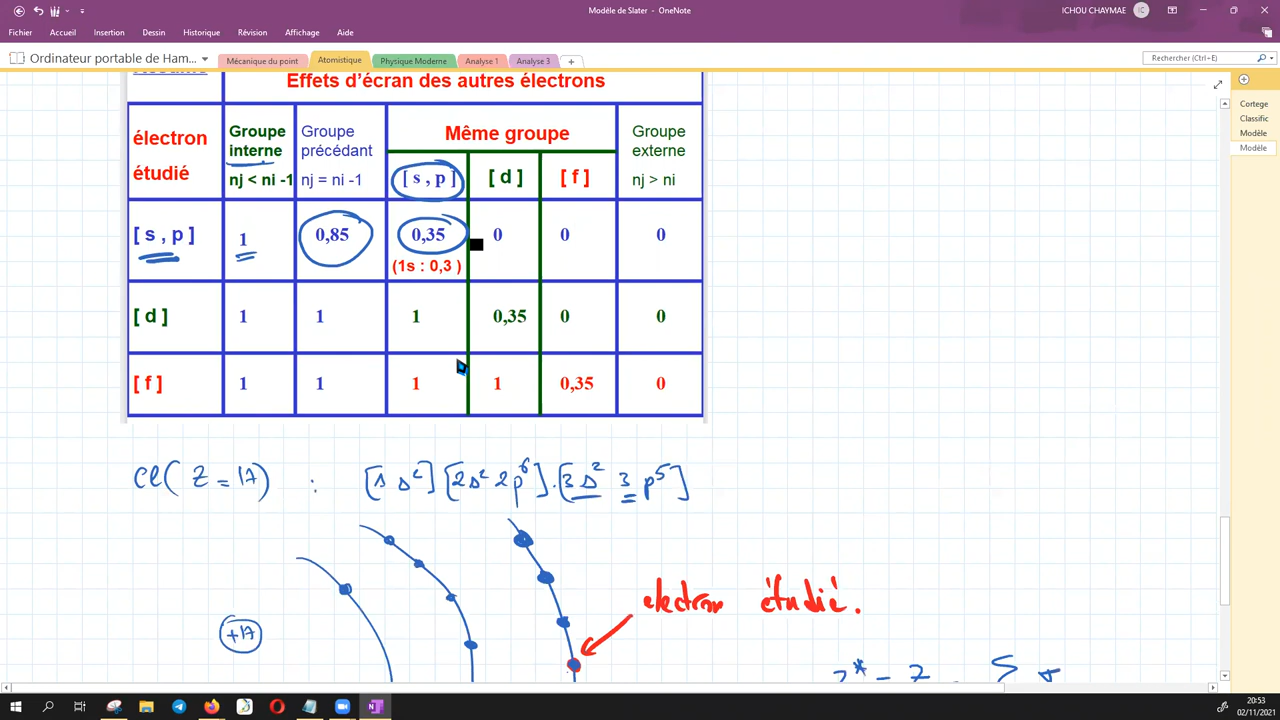 Modèle de Slater - OneNote
ICHOU CHAYMAE
IC
Fichier Accueil Insertion Dessin Historique Révision Affichage Aide
Ordinateur portable de Ham...
Mécanique du point
Atomistique
Physique Moderne
Analyse 1
Analyse 3
Rechercher (Ctrl+E)
Cortege
Classific
Modèle
Modèle
Effets d'écran des autres électrons
électron étudié
Groupe interne
nj < ni -1
Groupe précédant
nj = ni -1
Même groupe
[ s , p ] [ d ] [ f ]
Groupe externe
nj > ni
[ s , p ] 1 0,85 0,35 0 0 0
(1s : 0,3 )
[ d ] 1 1 1 0,35 0 0
[ f ] 1 1 1 1 0,35 0
Cl( Z = 17) : [1s²] [2s² 2p⁶] . [3s² 3p⁵]
electron étudié.
+17
20:53
02/11/2021